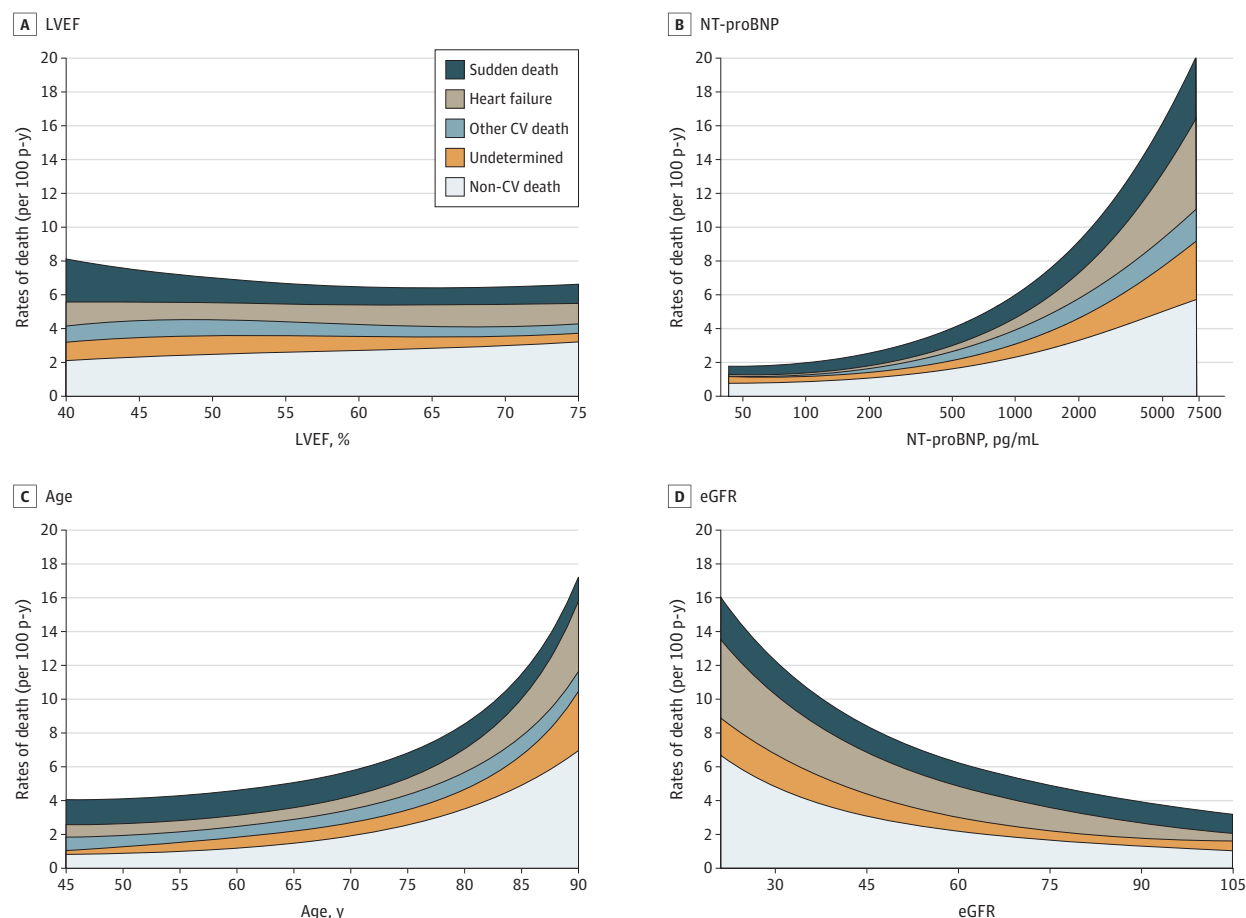 A LVEF
Rates of death (per 100 p-y)
20
18
16
14
12
10
8
6
4
2
0
40 45 50 55 60 65 70 75
LVEF, %
Sudden death
Heart failure
Other CV death
Undetermined
Non-CV death
B NT-proBNP
Rates of death (per 100 p-y)
20
18
16
14
12
10
8
6
4
2
0
50 100 200 500 1000 2000 5000 7500
NT-proBNP, pg/mL
C Age
Rates of death (per 100 p-y)
20
18
16
14
12
10
8
6
4
2
0
45 50 55 60 65 70 75 80 85 90
Age, y
D eGFR
Rates of death (per 100 p-y)
20
18
16
14
12
10
8
6
4
2
0
30 45 60 75 90 105
eGFR